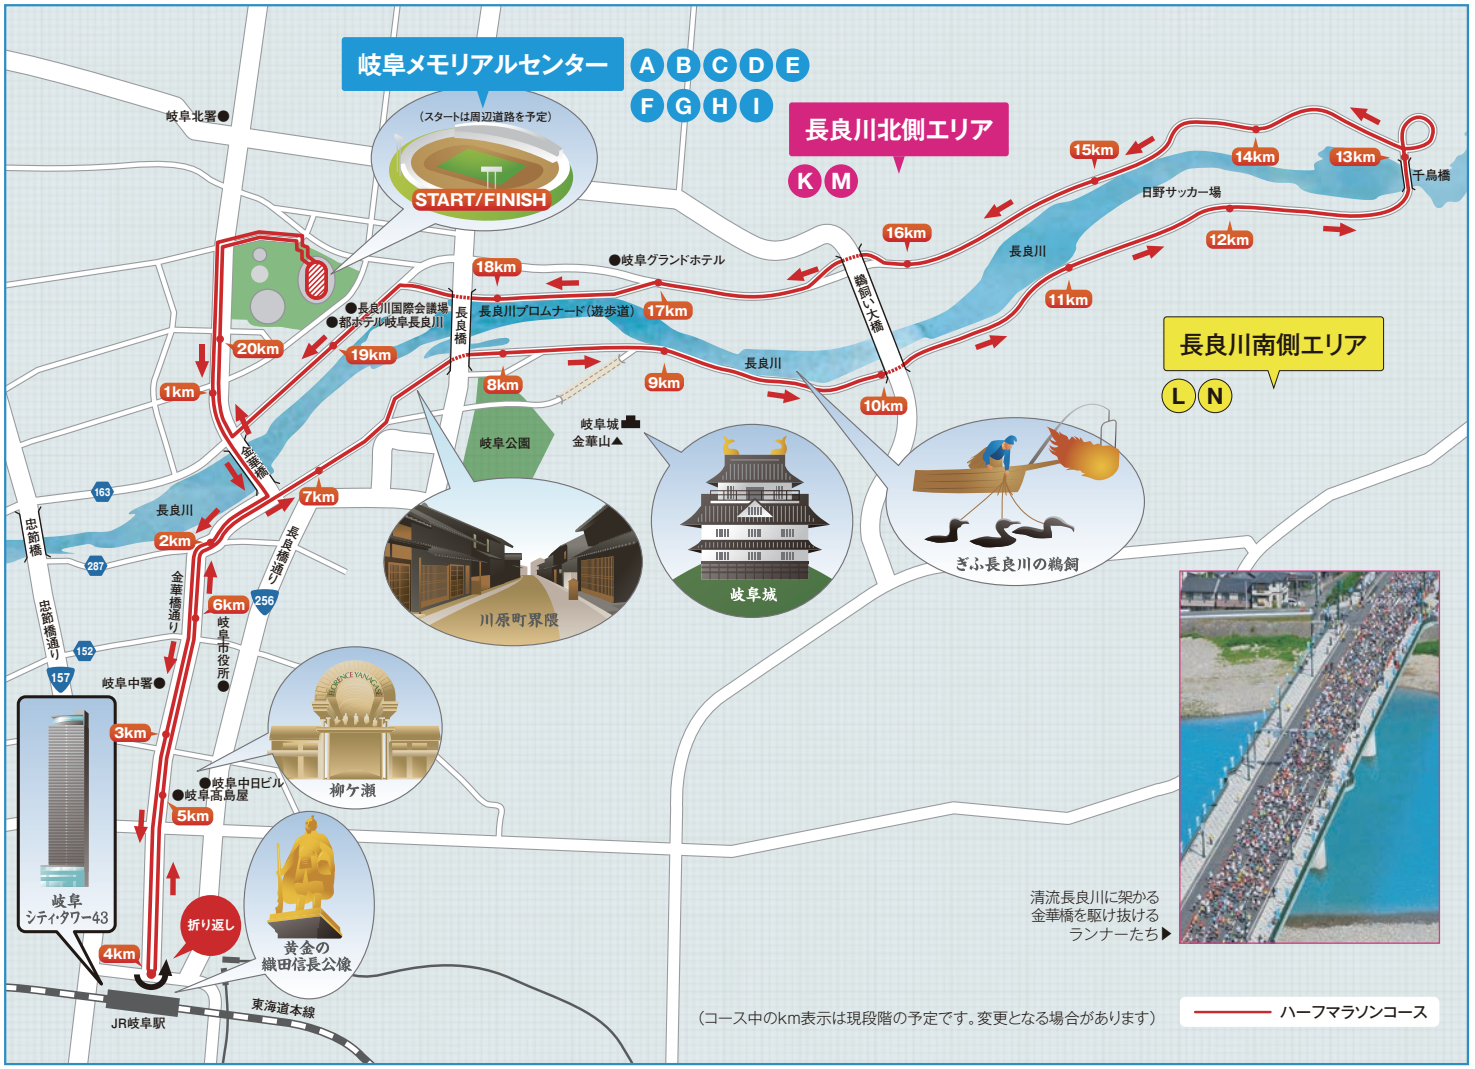 岐阜メモリアルセンター
A B C D E
F G H I
(スタートは周辺道路を予定)
START/FINISH
岐阜北署
長良川北側エリア
K M
15km
14km
13km
千鳥橋
日野サッカー場
16km
12km
長良川
11km
岐阜グランドホテル
18km
17km
長良川プロムナード(遊歩道)
長良橋
鵜飼い大橋
長良川国際会議場
都ホテル岐阜長良川
20km
19km
1km
8km
9km
長良川
10km
長良川南側エリア
L N
岐阜城
金華山▲
岐阜公園
金華橋
7km
163
長良川
忠節橋
2km
287
長良橋通り
金華橋通り
256
6km
岐阜市役所
忠節橋通り
152
157
岐阜中署
川原町界隈
岐阜城
ぎふ長良川の鵜飼
3km
FLORENCE YANAGASE
柳ケ瀬
岐阜中日ビル
岐阜髙島屋
5km
岐阜
シティ・タワー43
折り返し
4km
黄金の
織田信長公像
東海道本線
JR岐阜駅
清流長良川に架かる
金華橋を駆け抜ける
ランナーたち▶
(コース中のkm表示は現段階の予定です。変更となる場合があります)
ハーフマラソンコース